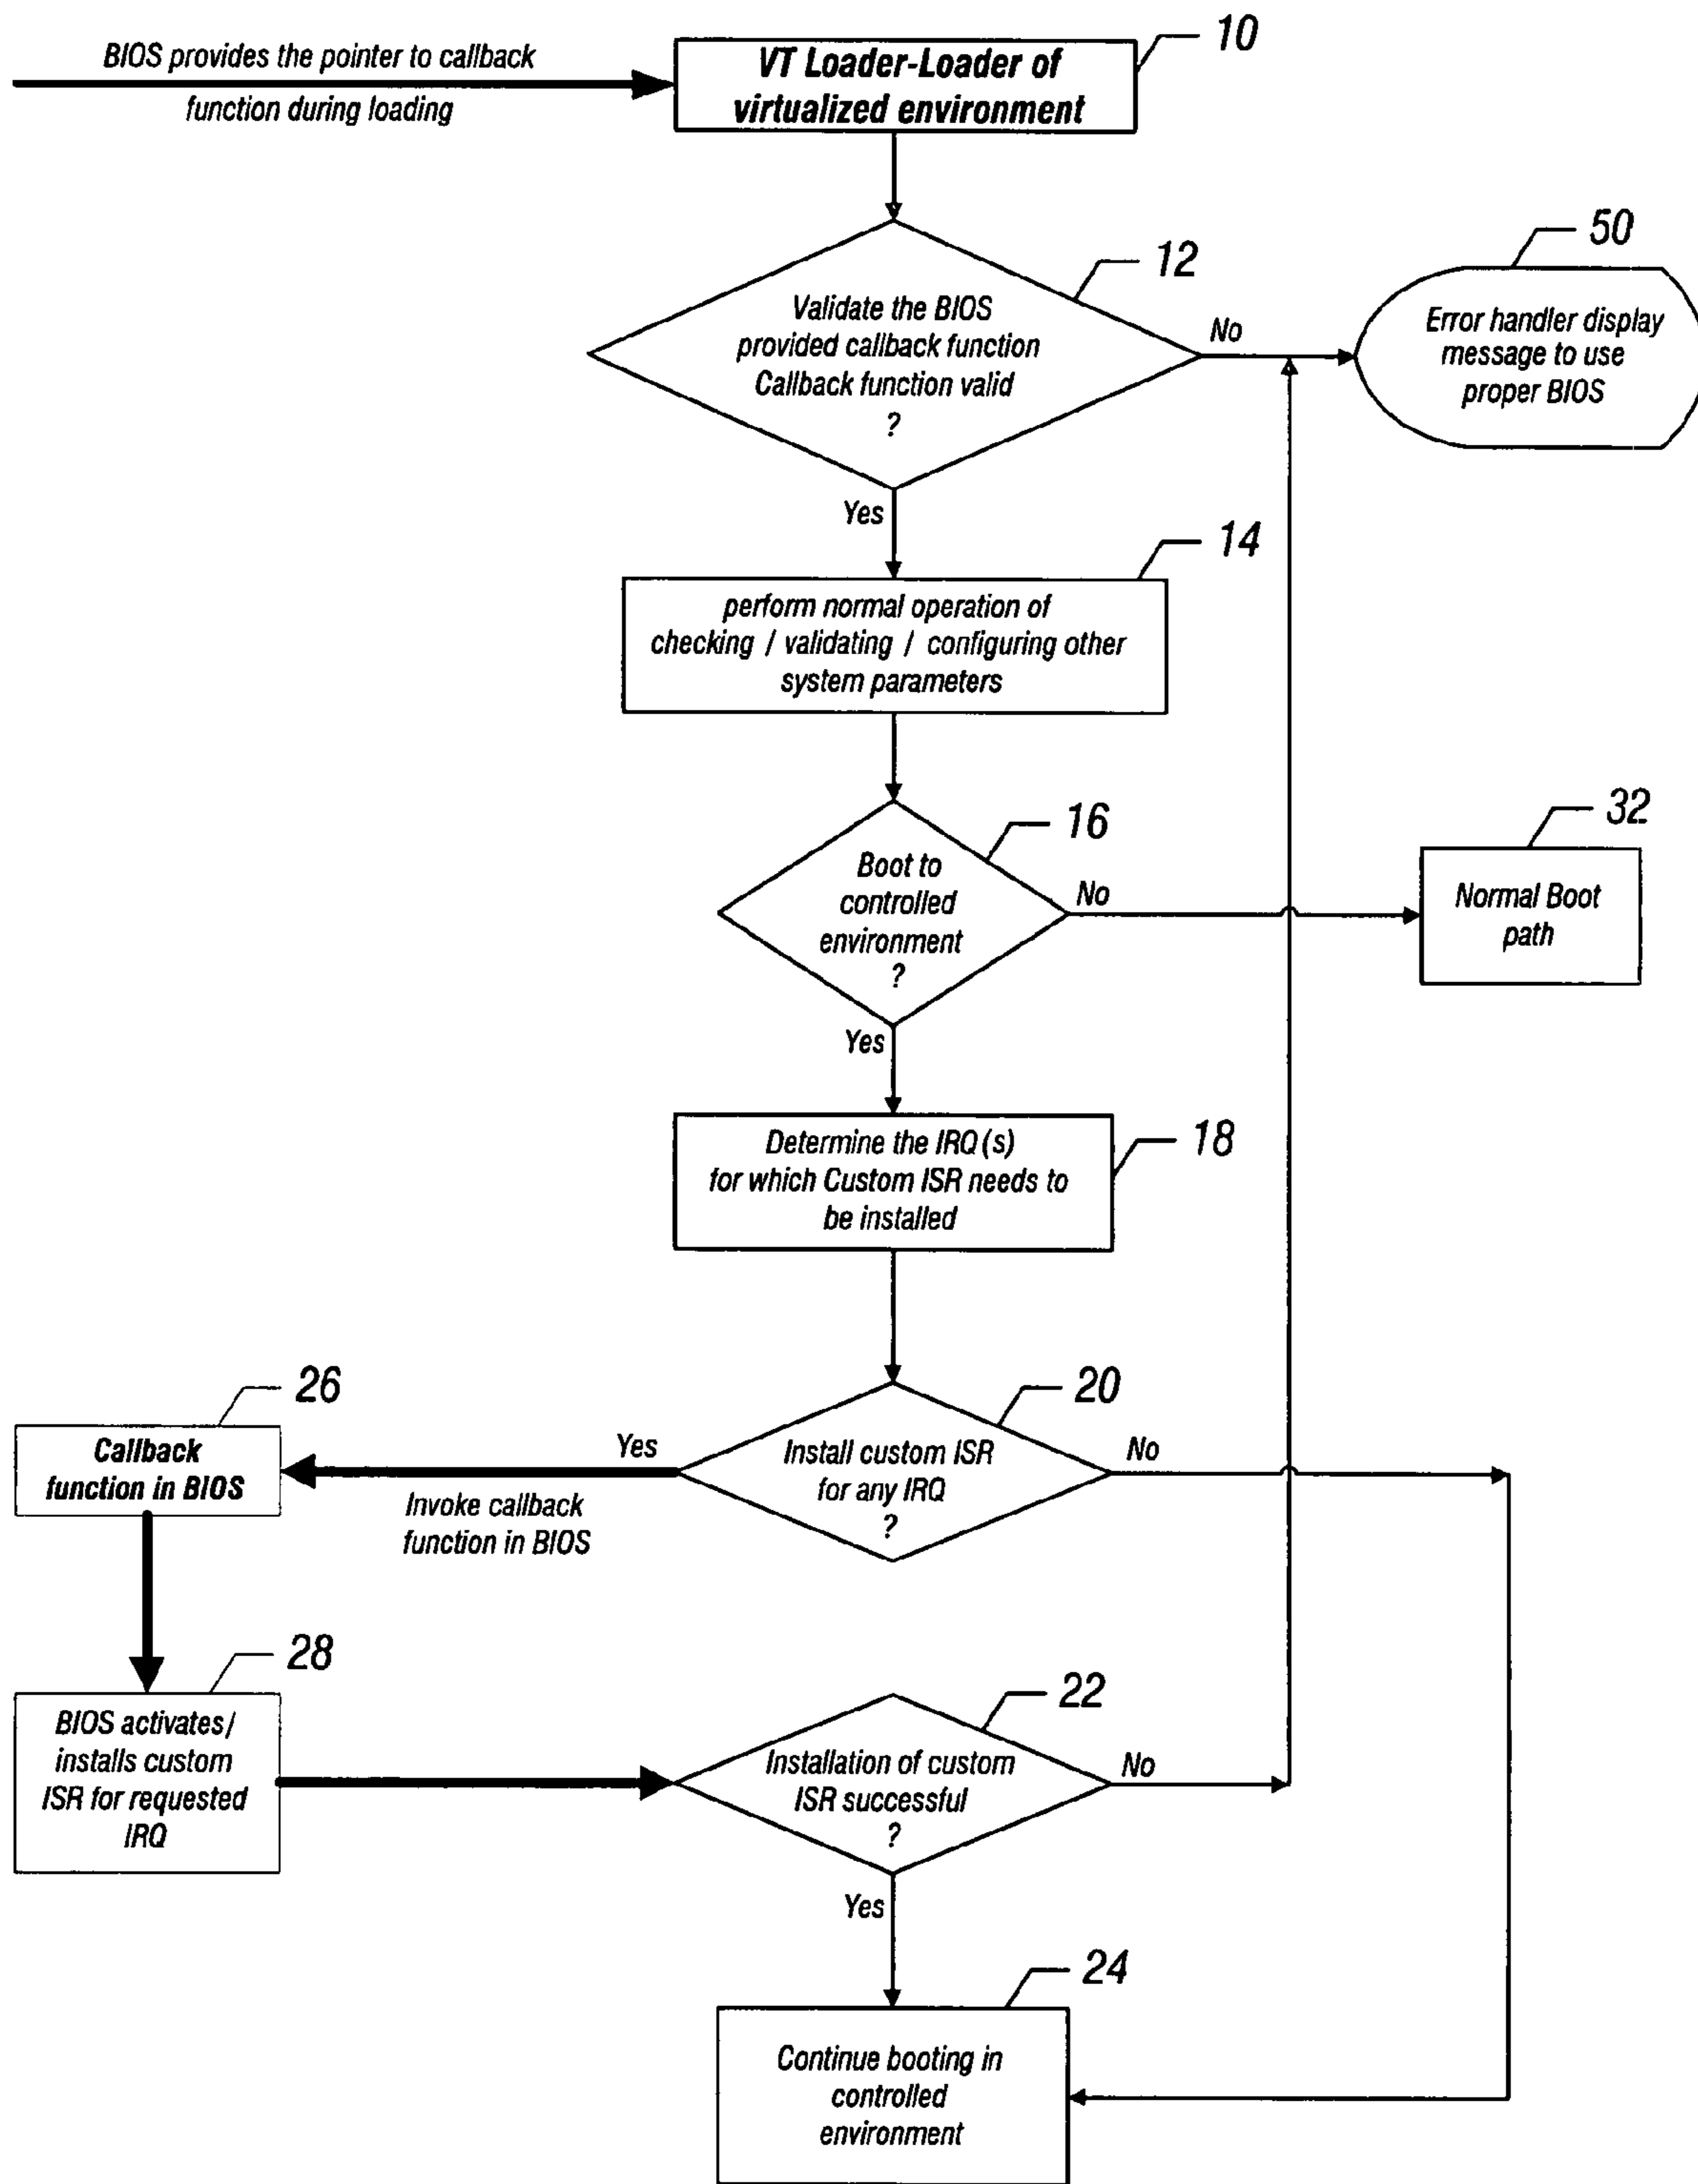 BIOS provides the pointer to callback
function during loading
VT Loader-Loader of
virtualized environment
10
Validate the BIOS
provided callback function
Callback function valid
?
12
No
50
Error handler display
message to use
proper BIOS
Yes
14
perform normal operation of
checking / validating / configuring other
system parameters
16
Boot to
controlled
environment
?
No
32
Normal Boot
path
Yes
18
Determine the IRQ(s)
for which Custom ISR needs to
be installed
20
Install custom ISR
for any IRQ
?
No
Yes
Invoke callback
function in BIOS
26
Callback
function in BIOS
28
BIOS activates/
installs custom
ISR for requested
IRQ
22
Installation of custom
ISR successful
?
No
Yes
24
Continue booting in
controlled
environment